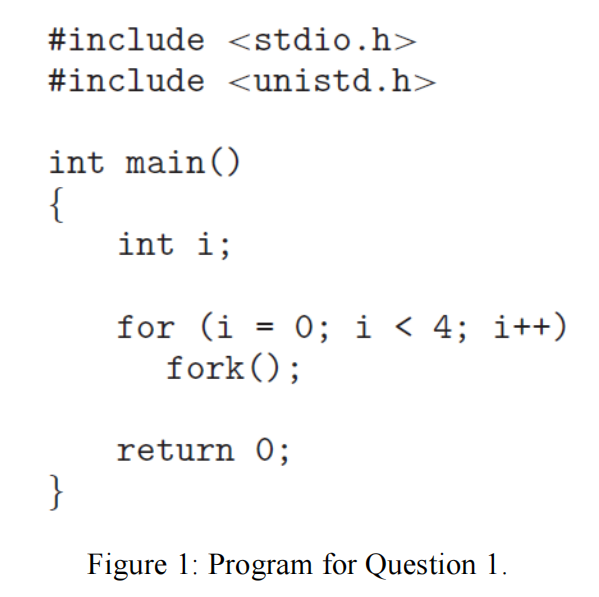 #include <stdio.h>
#include <unistd.h>
int main()
{
int i;
for (i = 0; i < 4; i++)
fork();
return 0;
}
Figure 1: Program for Question 1.